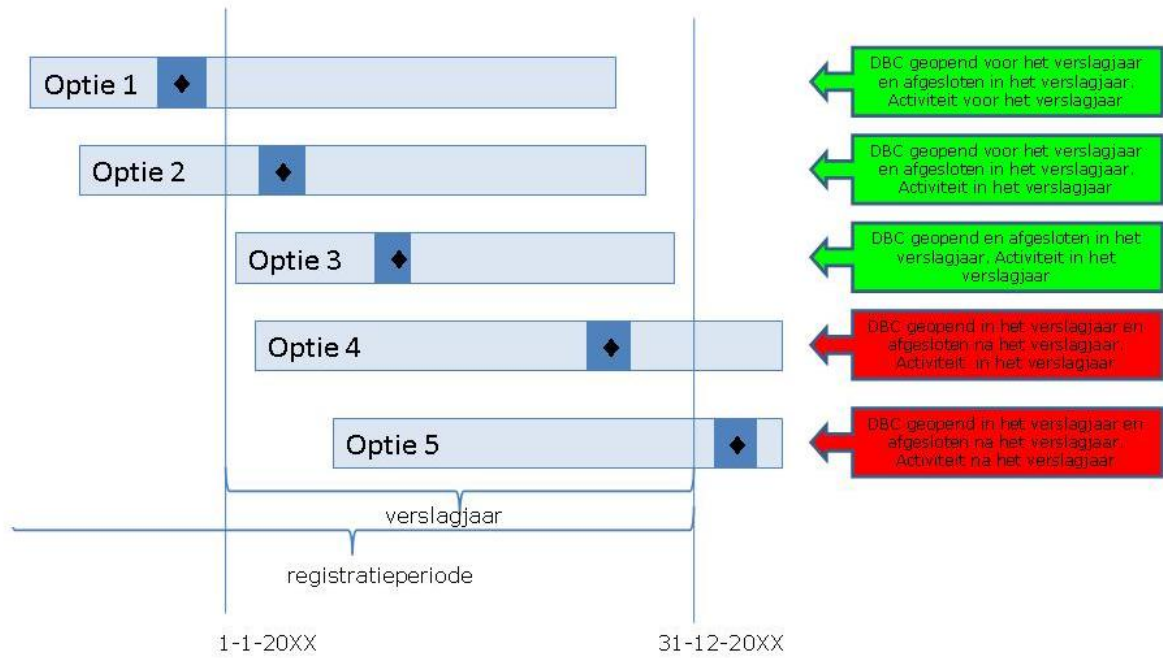 Optie 1
DBC geopend voor het verslagjaar
en afgesloten in het verslagjaar.
Activiteit voor het verslagjaar
Optie 2
DBC geopend voor het verslagjaar
en afgesloten in het verslagjaar.
Activiteit in het verslagjaar
Optie 3
DBC geopend en afgesloten in het
verslagjaar. Activiteit in het
verslagjaar
Optie 4
DBC geopend in het verslagjaar en
afgesloten na het verslagjaar.
Activiteit in het verslagjaar
Optie 5
DBC geopend in het verslagjaar en
afgesloten na het verslagjaar.
Activiteit na het verslagjaar
verslagjaar
registratieperiode
1-1-20XX
31-12-20XX